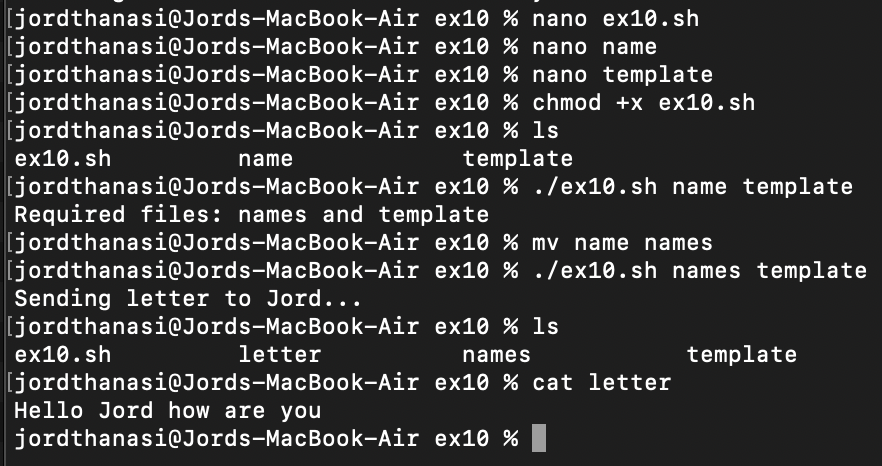 [jordthanasi@Jords-MacBook-Air ex10 % nano ex10.sh
[jordthanasi@Jords-MacBook-Air ex10 % nano name
[jordthanasi@Jords-MacBook-Air ex10 % nano template
[jordthanasi@Jords-MacBook-Air ex10 % chmod +x ex10.sh
[jordthanasi@Jords-MacBook-Air ex10 % ls
ex10.sh         name            template
[jordthanasi@Jords-MacBook-Air ex10 % ./ex10.sh name template
Required files: names and template
[jordthanasi@Jords-MacBook-Air ex10 % mv name names
[jordthanasi@Jords-MacBook-Air ex10 % ./ex10.sh names template
Sending letter to Jord...
[jordthanasi@Jords-MacBook-Air ex10 % ls
ex10.sh         letter          names           template
[jordthanasi@Jords-MacBook-Air ex10 % cat letter
Hello Jord how are you
jordthanasi@Jords-MacBook-Air ex10 %